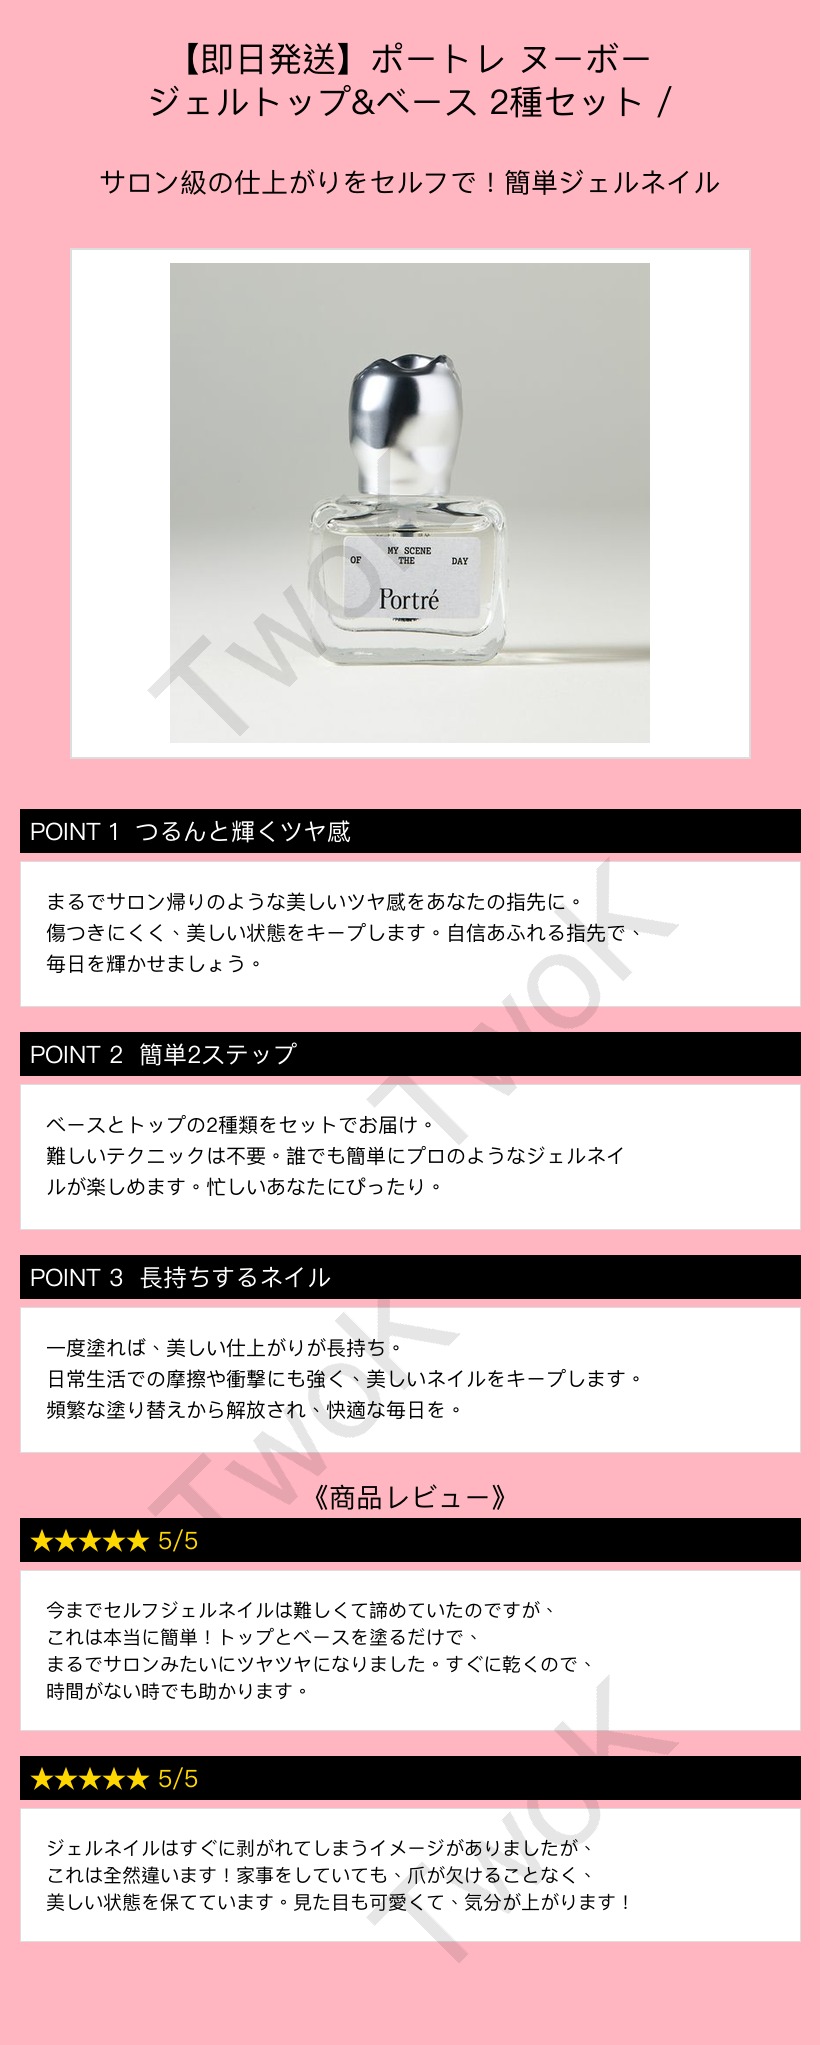 【即日発送】ポートレ ヌーボー
ジェルトップ&ベース 2種セット /
サロン級の仕上がりをセルフで！簡単ジェルネイル
MY SCENE
OF THE DAY
Portré
TwoK
POINT 1 つるんと輝くツヤ感
まるでサロン帰りのような美しいツヤ感をあなたの指先に。
傷つきにくく、美しい状態をキープします。自信あふれる指先で、
毎日を輝かせましょう。
TwoK
POINT 2 簡単2ステップ
ベースとトップの2種類をセットでお届け。
難しいテクニックは不要。誰でも簡単にプロのようなジェルネイ
ルが楽しめます。忙しいあなたにぴったり。
POINT 3 長持ちするネイル
一度塗れば、美しい仕上がりが長持ち。
日常生活での摩擦や衝撃にも強く、美しいネイルをキープします。
頻繁な塗り替えから解放され、快適な毎日を。
TwoK
《商品レビュー》
★★★★★ 5/5
今までセルフジェルネイルは難しくて諦めていたのですが、
これは本当に簡単！トップとベースを塗るだけで、
まるでサロンみたいにツヤツヤになりました。すぐに乾くので、
時間がない時でも助かります。
★★★★★ 5/5
ジェルネイルはすぐに剥がれてしまうイメージがありましたが、
これは全然違います！家事をしていても、爪が欠けることなく、
美しい状態を保てています。見た目も可愛くて、気分が上がります！
TwoK